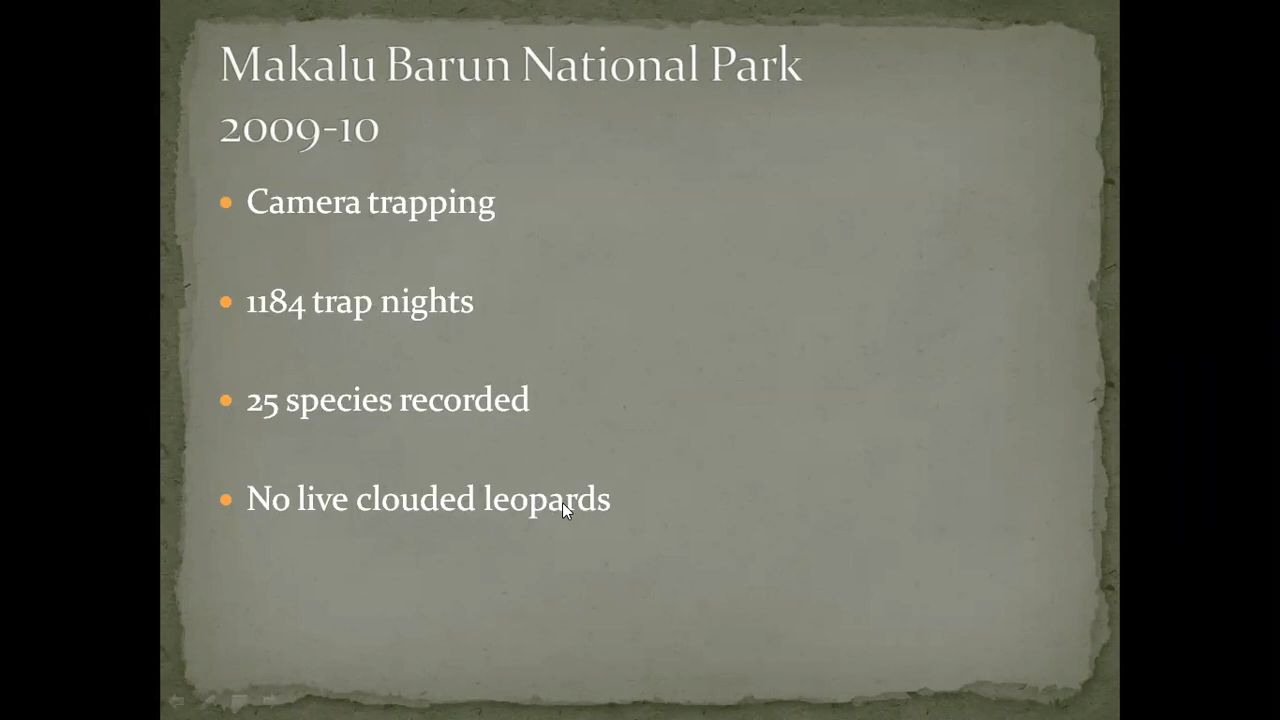 Makalu Barun National Park
2009-10
Camera trapping
1184 trap nights
25 species recorded
No live clouded leopards